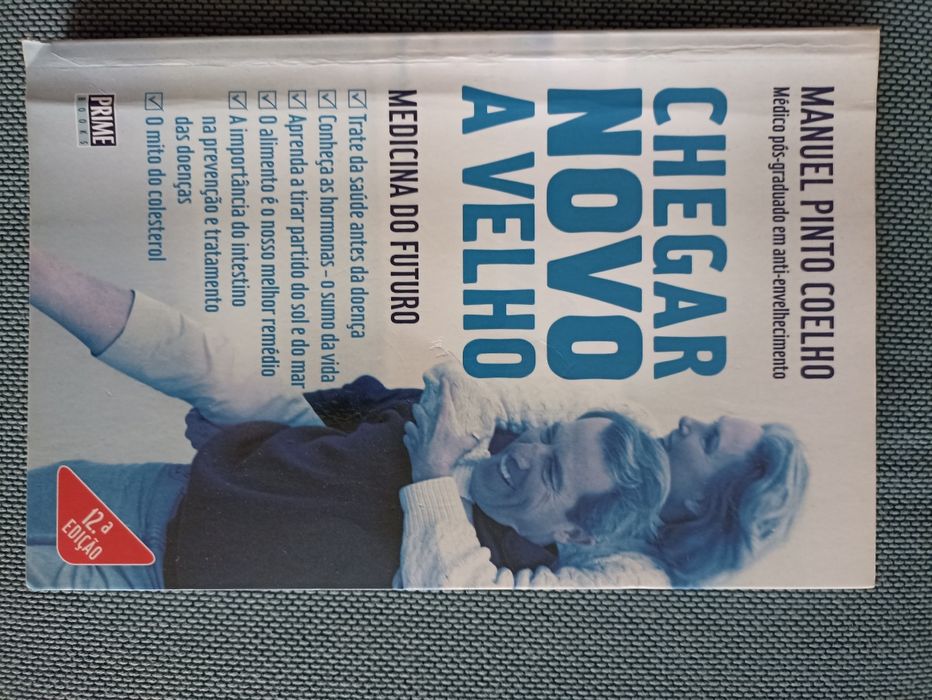 MANUEL PINTO COELHO
Médico pós-graduado em anti-envelhecimento
CHEGAR
NOVO
A VELHO
MEDICINA DO FUTURO
Trate da saúde antes da doença
Conheça as hormonas - o sumo da vida
Aprenda a tirar partido do sol e do mar
O alimento é o nosso melhor remédio
A importância do intestino
na prevenção e tratamento
das doenças
O mito do colesterol
PRIME
BOOKS
12.ª
EDIÇÃO